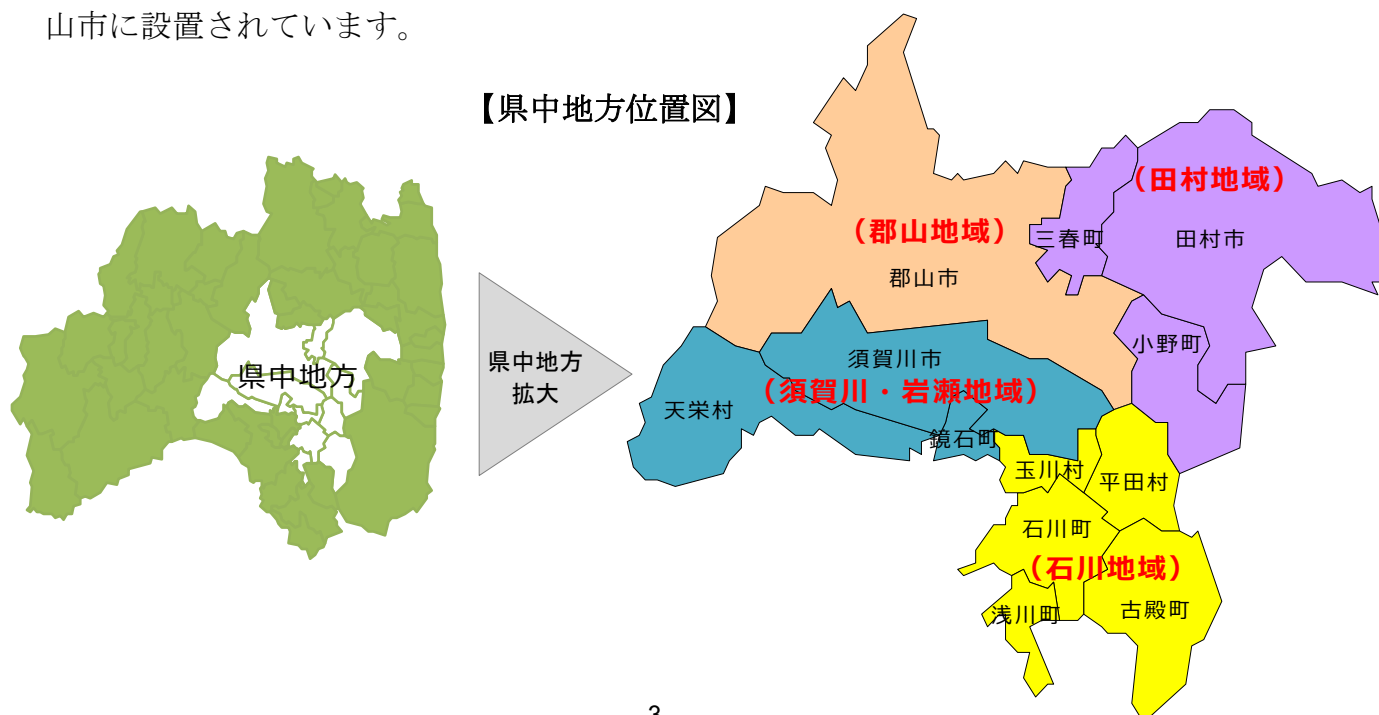 山市に設置されています。
【県中地方位置図】
県中地方
県中地方
拡大
（田村地域）
（郡山地域）
三春町
田村市
郡山市
小野町
須賀川市
（須賀川・岩瀬地域）
天栄村
鏡石町
玉川村
平田村
石川町
（石川地域）
浅川町
古殿町
3